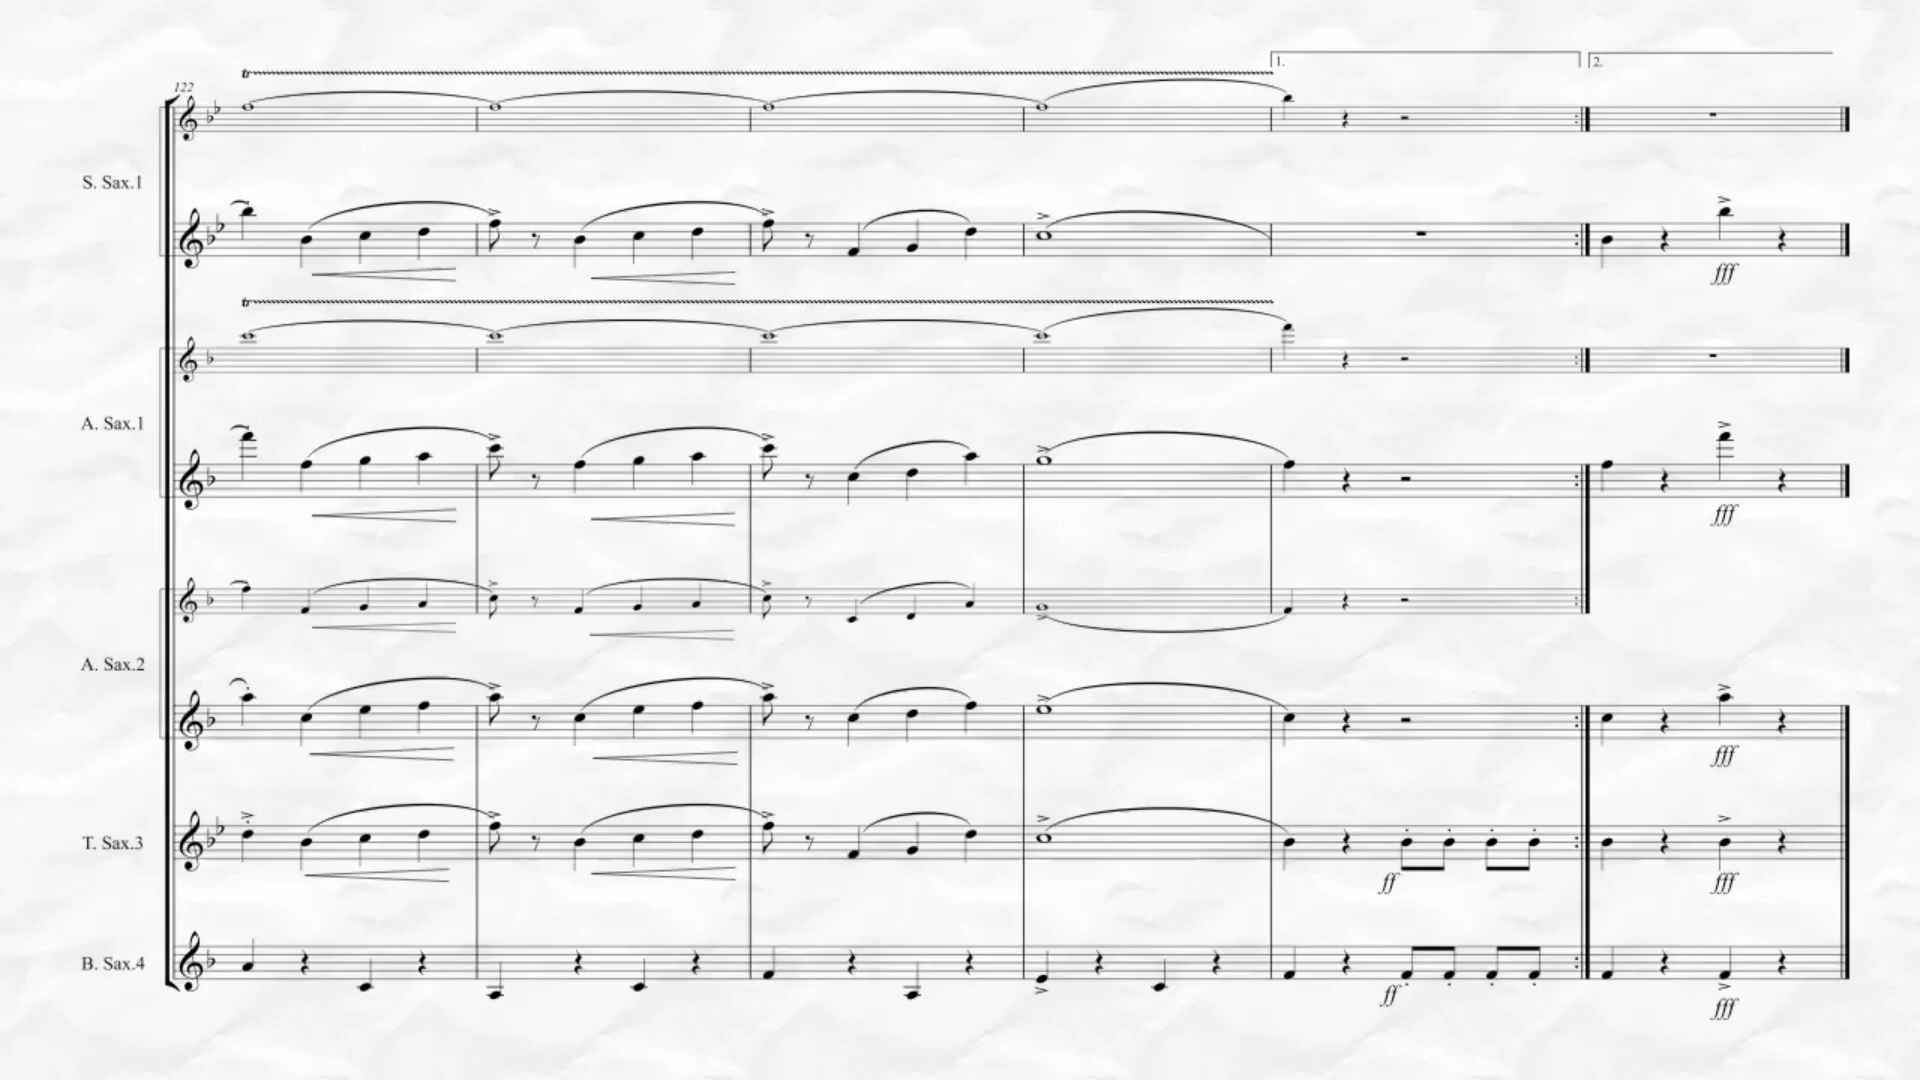 1. 2.
tr
122
S. Sax.1
fff
tr
A. Sax.1
fff
A. Sax.2
fff
T. Sax.3
ff fff
B. Sax.4
ff fff